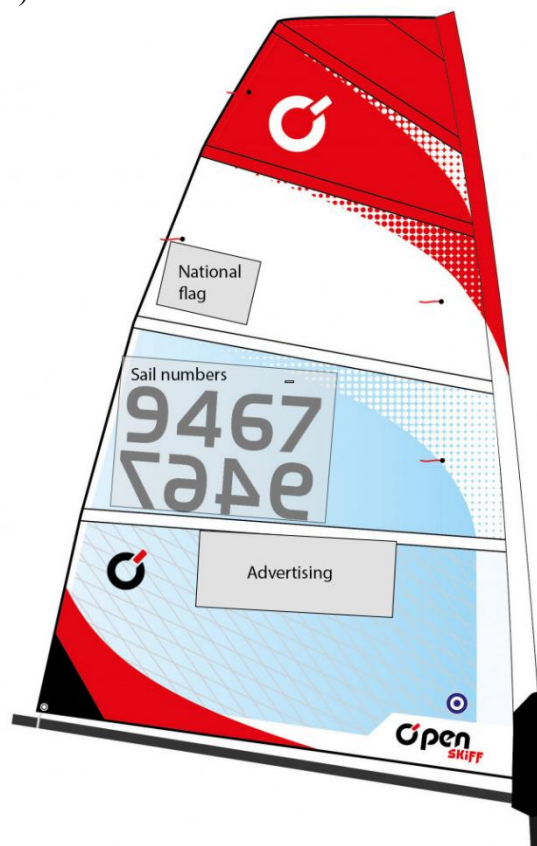 )
National
flag
Sail numbers
9467
9467
Advertising
Open
SKiFF